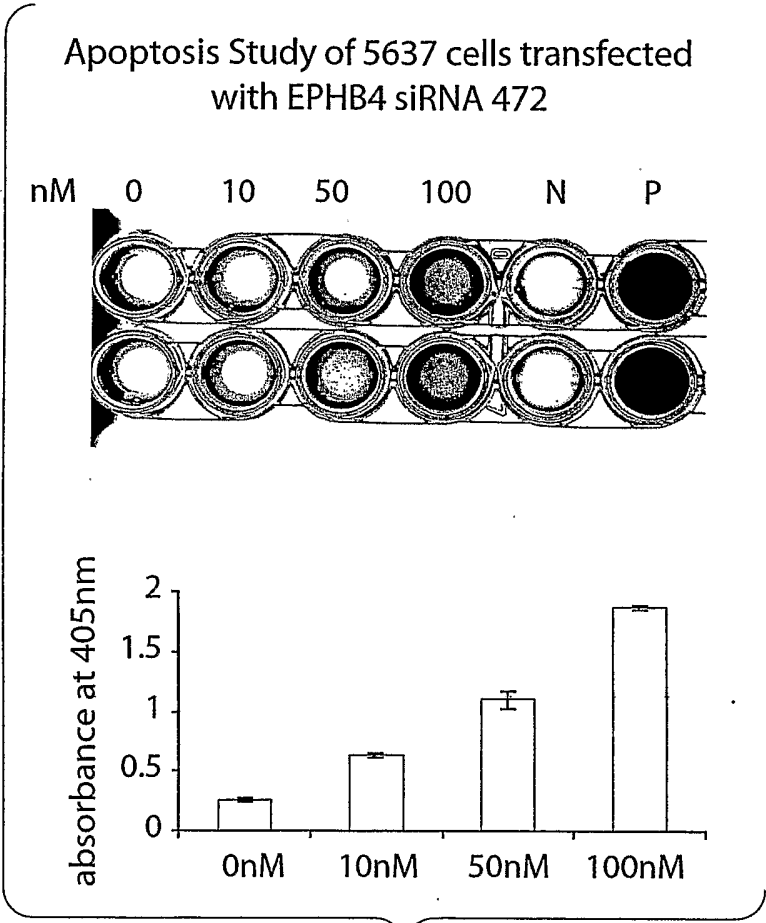 Apoptosis Study of 5637 cells transfected
with EPHB4 siRNA 472
nM 0 10 50 100 N P
absorbance at 405nm
2
1.5
1
0.5
0
0nM 10nM 50nM 100nM